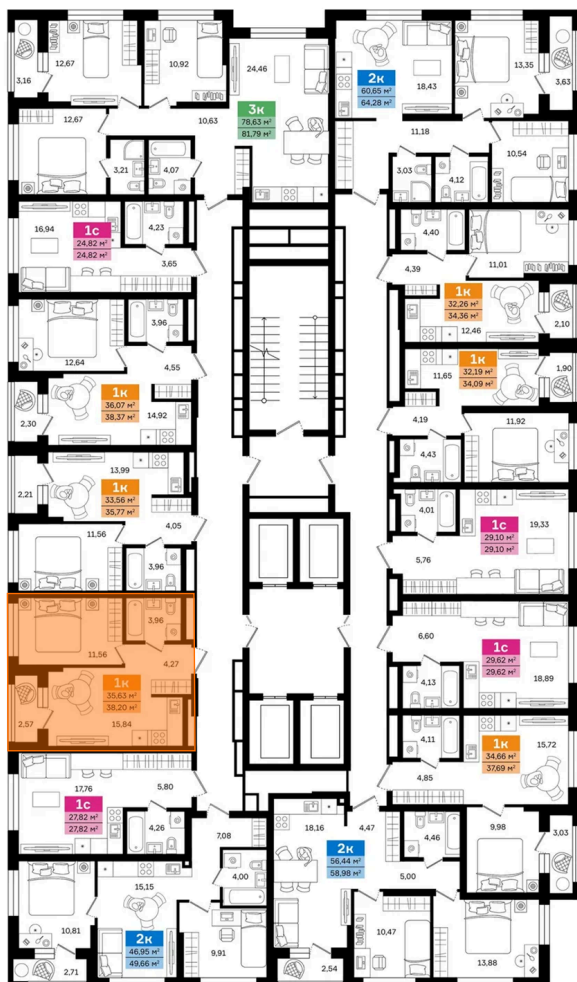 3,16
12,67
10,92
24,46
3к
78,63 м²
81,79 м²
12,67
10,63
3,21
4,07
2к
60,65 м²
64,28 м²
18,43
13,35
3,63
11,18
3,03
4,12
10,54
16,94
1с
24,82 м²
24,82 м²
4,23
3,65
4,40
11,01
4,39
1к
32,26 м²
34,36 м²
12,46
2,10
3,96
12,64
4,55
1к
36,07 м²
38,37 м²
14,92
2,30
11,65
1к
32,19 м²
34,09 м²
1,90
4,19
11,92
4,43
13,99
2,21
1к
33,56 м²
35,77 м²
4,05
11,56
3,96
4,01
1с
29,10 м²
29,10 м²
19,33
5,76
3,96
11,56
4,27
1к
35,63 м²
38,20 м²
2,57
15,84
6,60
1с
29,62 м²
29,62 м²
18,89
4,13
4,11
1к
34,66 м²
37,69 м²
15,72
4,85
17,76
5,80
1с
27,82 м²
27,82 м²
4,26
7,08
18,16
4,47
2к
56,44 м²
58,98 м²
4,46
5,00
9,98
3,03
15,15
4,00
10,81
2к
46,95 м²
49,66 м²
2,71
9,91
2,54
10,47
13,88